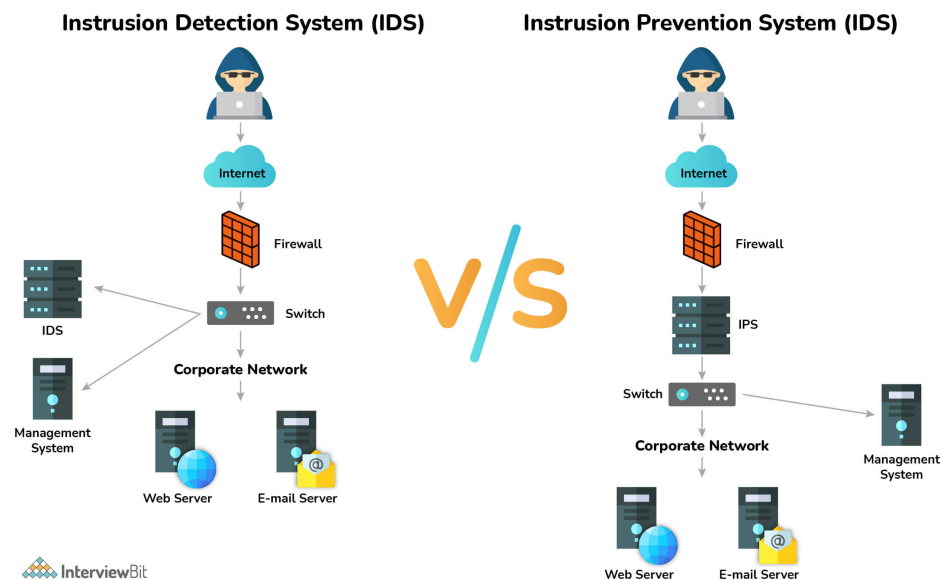 Instrusion Detection System (IDS)
Internet
Firewall
Switch
IDS
Corporate Network
Management
System
Web Server
E-mail Server
V/S
Instrusion Prevention System (IDS)
Internet
Firewall
IPS
Switch
Corporate Network
Management
System
Web Server
E-mail Server
@
@
InterviewBit